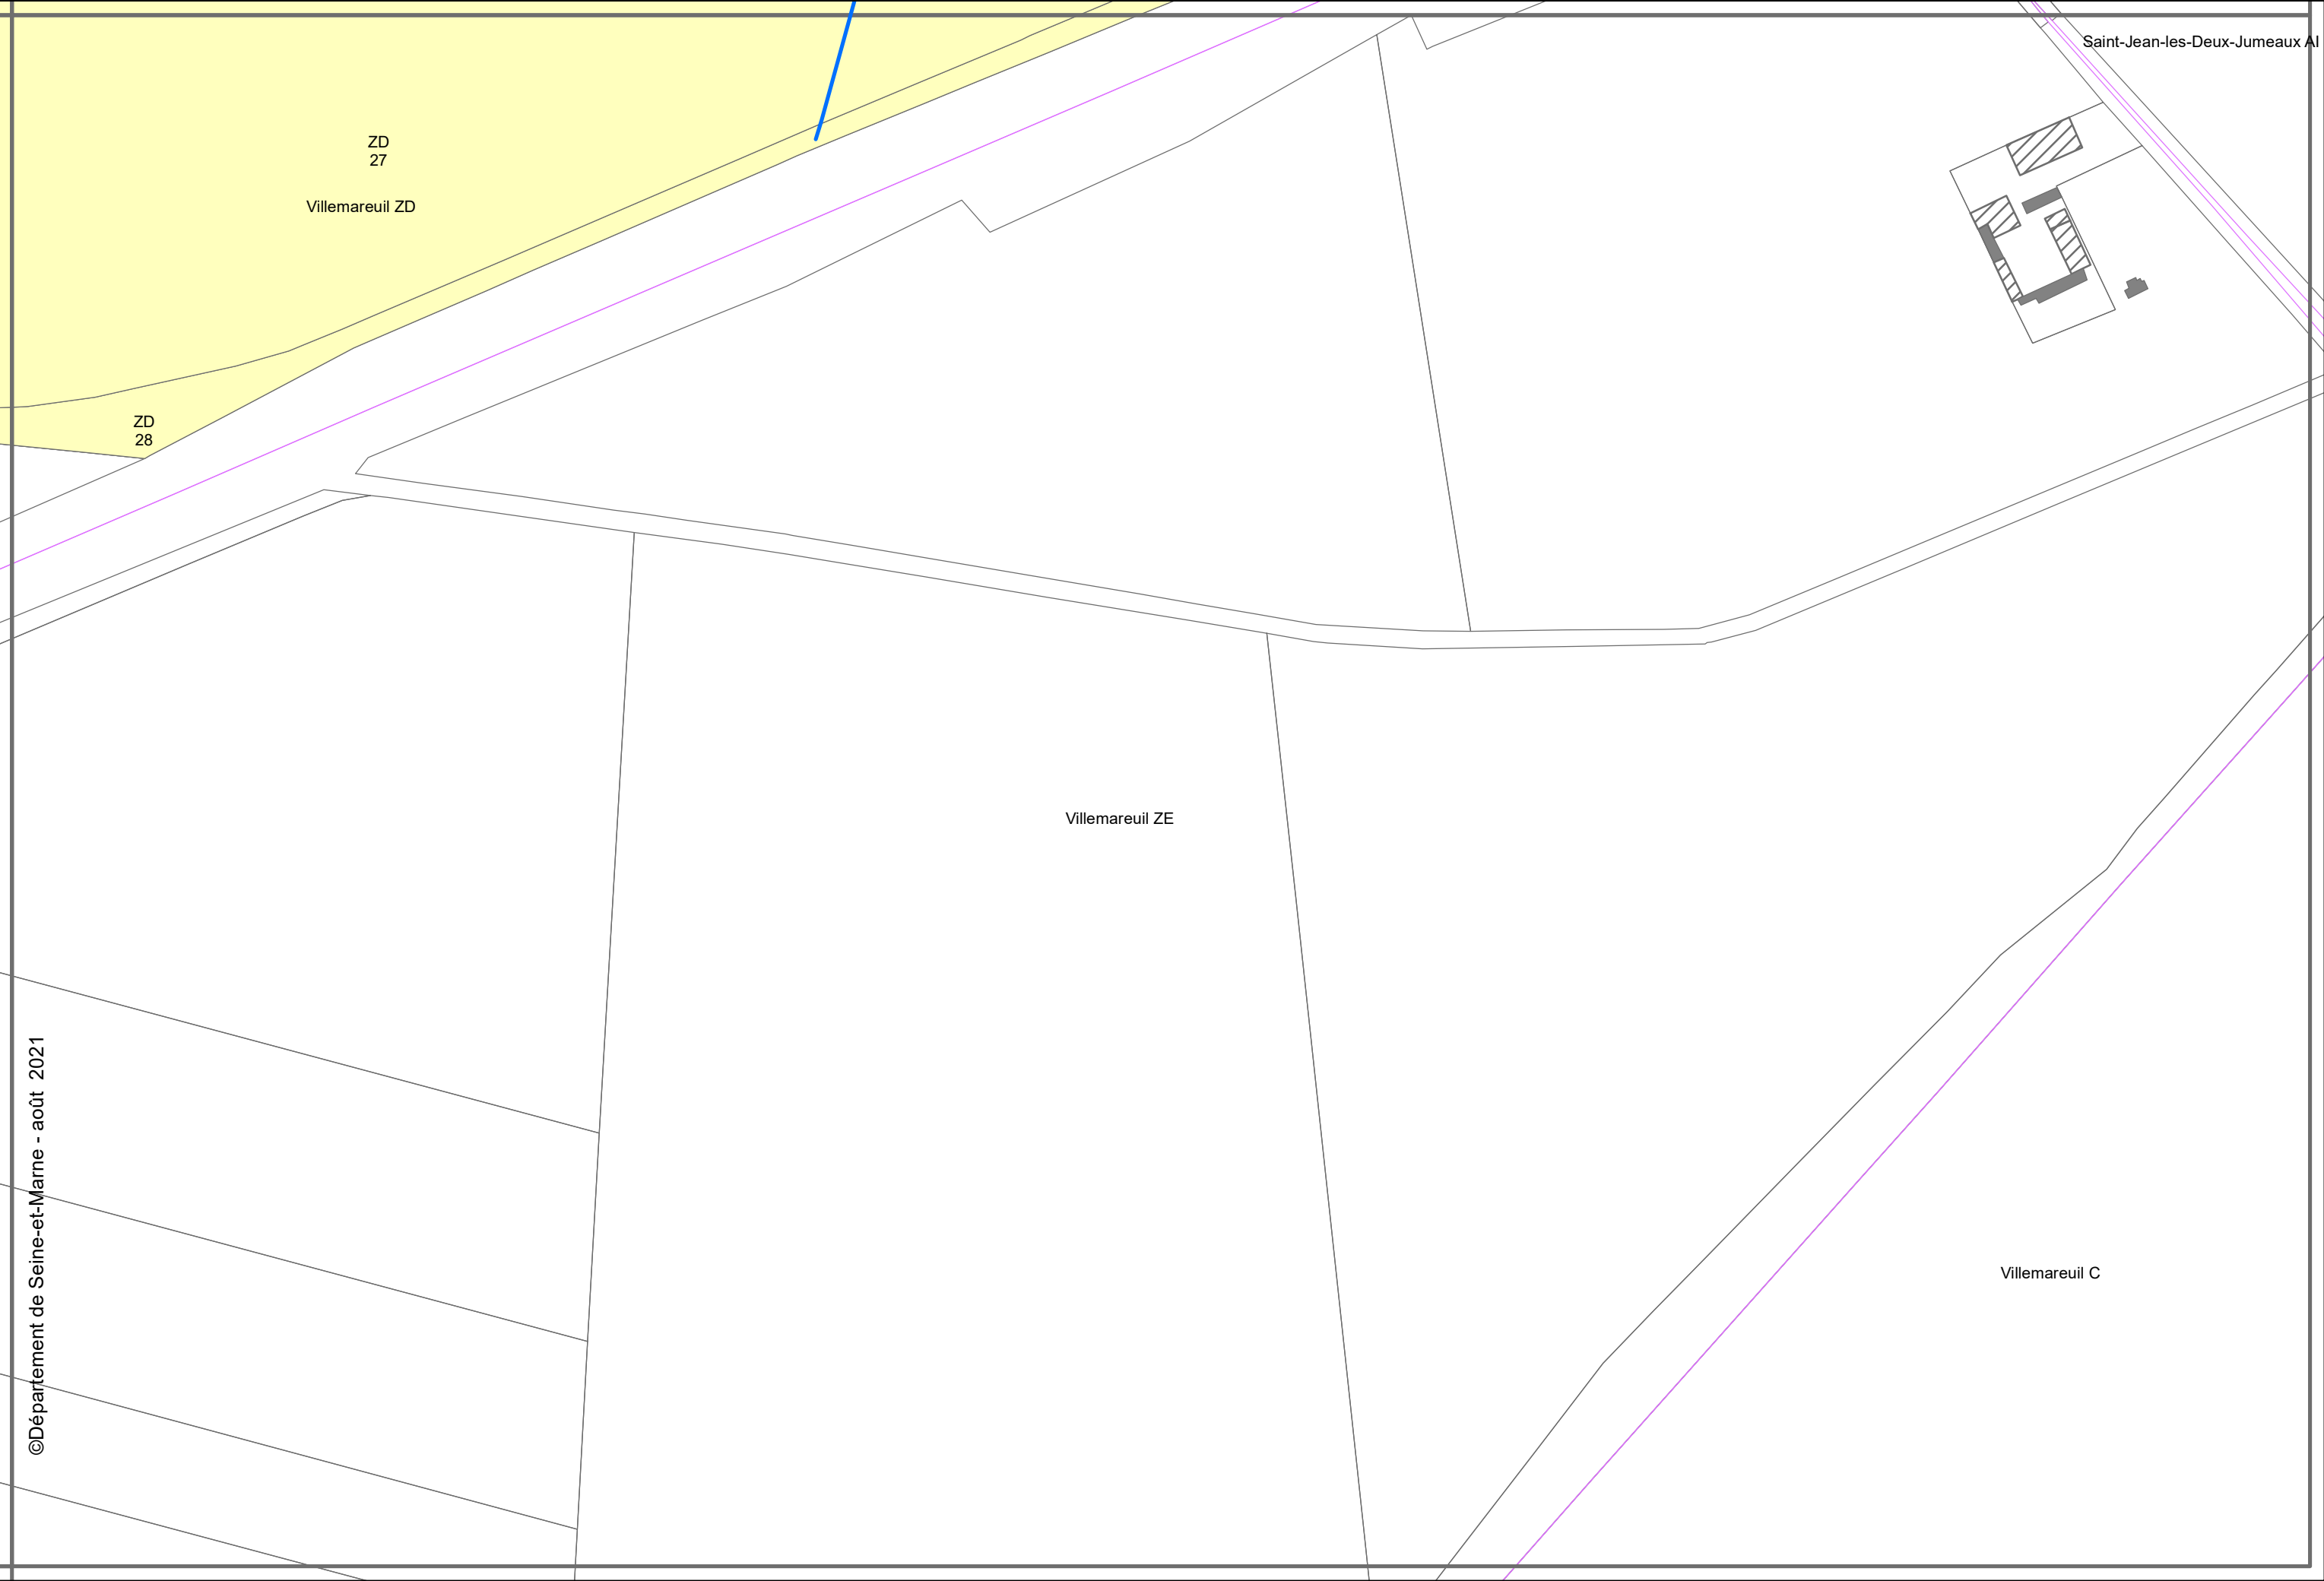 Saint-Jean-les-Deux-Jumeaux AI
ZD
27
Villemareuil ZD
ZD
28
Villemareuil ZE
Villemareuil C
©Département de Seine-et-Marne - août 2021